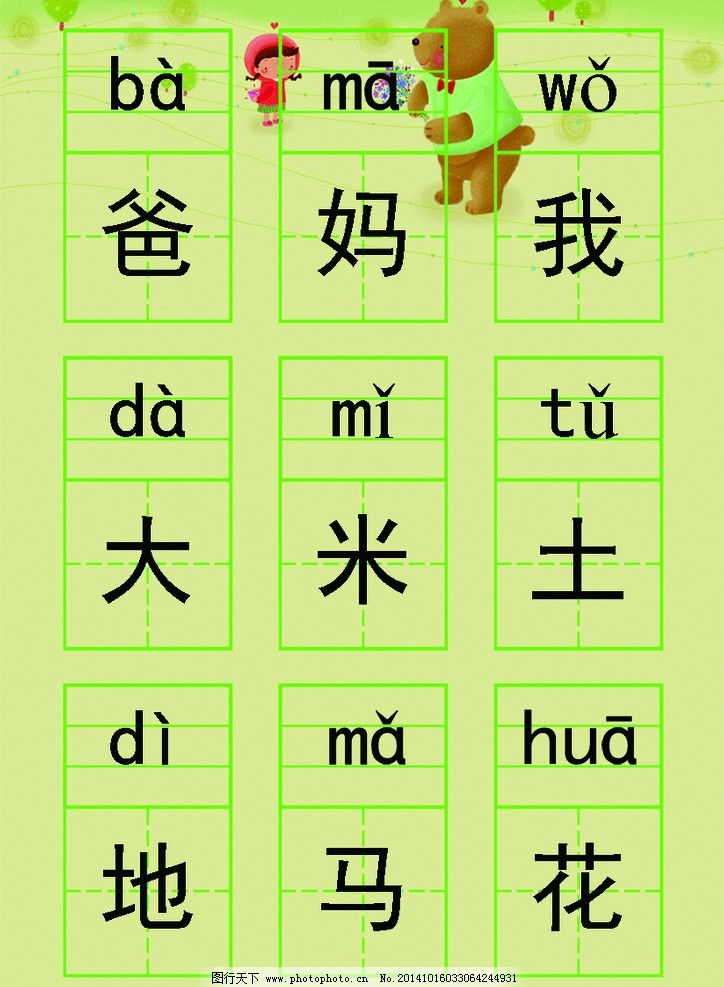 bà mā wǒ
爸 妈 我
dà mǐ tǔ
大 米 土
dì mǎ huā
地 马 花
图行天下 www.photophoto.cn No.20141016033064244931